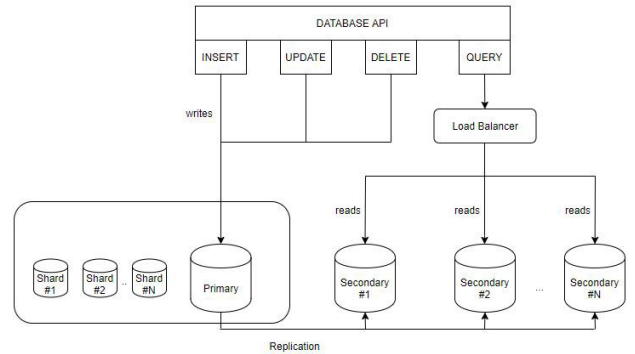 DATABASE API
INSERT
UPDATE
DELETE
QUERY
writes
Load Balancer
reads
reads
reads
Shard
#1
Shard
#2
..
Shard
#N
Primary
Secondary
#1
Secondary
#2
...
Secondary
#N
Replication